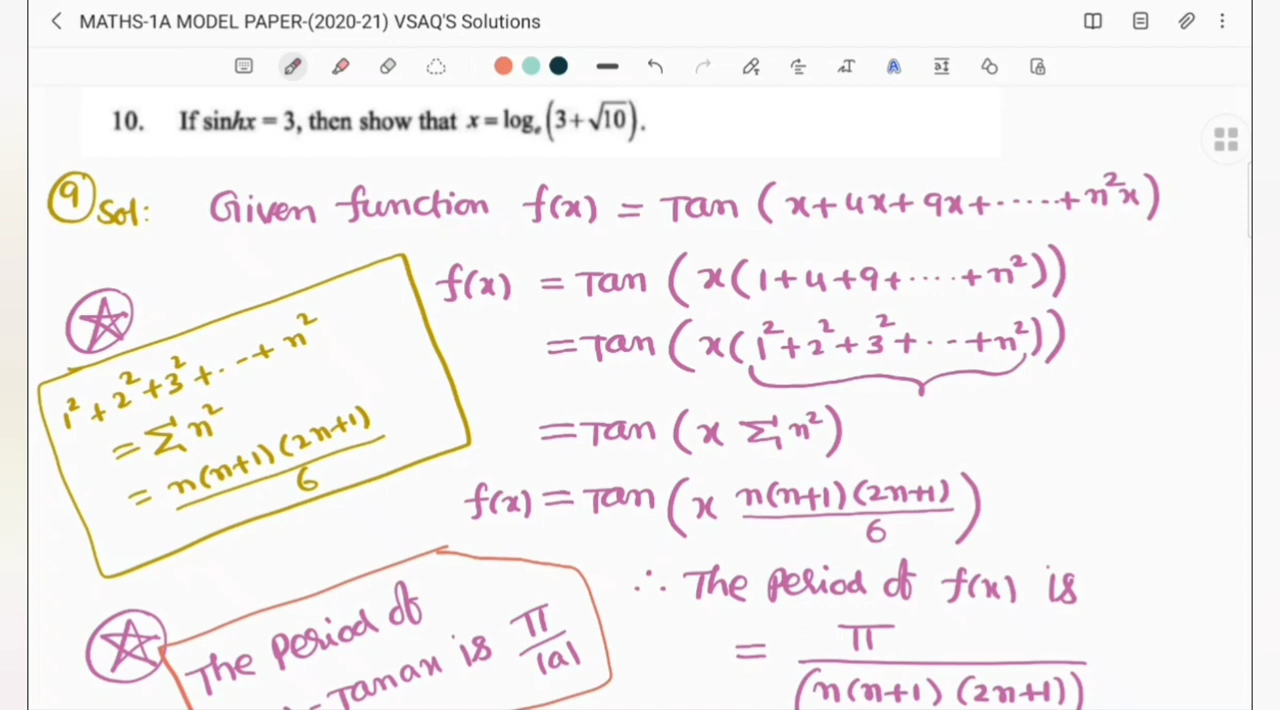 MATHS-1A MODEL PAPER-(2020-21) VSAQ'S Solutions
10. If sinhx = 3, then show that x = logₑ(3+√10).
⑨ Sol: Given function f(x) = Tan (x+4x+9x+·····+n²x)
f(x) = Tan (x(1+4+9+····+n²))
= Tan (x(1²+2²+3²+··-+n²))
= Tan (x Σn²)
f(x) = Tan (x n(n+1)(2n+1)/6)
∴ The period of f(x) is
= π/(n(n+1)(2n+1))
1²+2²+3²+··-+n²
= Σn²
= n(n+1)(2n+1)/6
The period of
Tanax is π/|a|